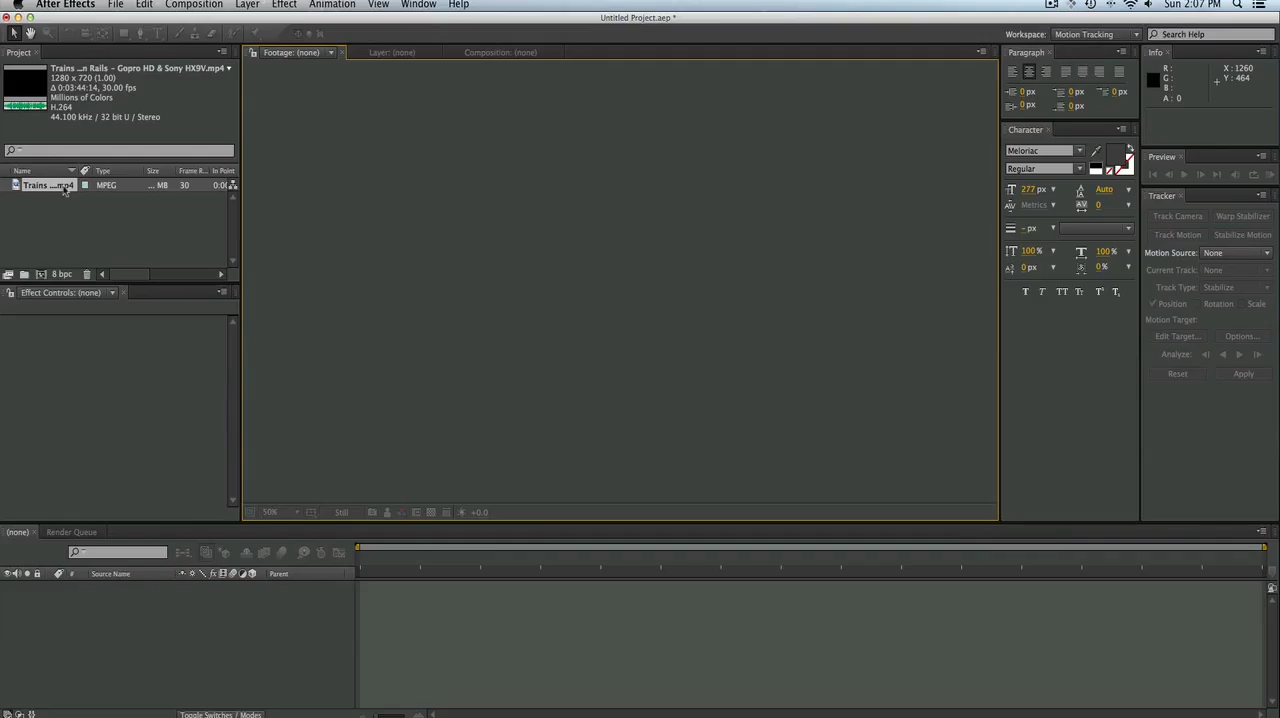 After Effects File Edit Composition Layer Effect Animation View Window Help Sun 2:07 PM
Untitled Project.aep *
Workspace: Motion Tracking Search Help
Project Footage: (none) Layer: (none) Composition: (none) Paragraph Info
Trains ...n Rails – Gopro HD & Sony HX9V.mp4
1280 x 720 (1.00)
Δ 0:03:44:14, 30.00 fps
Millions of Colors
H.264
44.100 kHz / 32 bit U / Stereo
0 px 0 px 0 px
0 px 0 px
R: X: 1260
G: Y: 464
B:
A: 0
Character
Meloriac
Regular
277 px Auto
Metrics 0
- px
100 % 100 %
0 px 0 %
T T TT Tr T¹ T₁
Preview
Tracker
Track Camera Warp Stabilizer
Track Motion Stabilize Motion
Motion Source: None
Current Track: None
Track Type: Stabilize
Position Rotation Scale
Motion Target:
Edit Target... Options...
Analyze:
Reset Apply
Name Type Size Frame R... In Point
Trains ....mp4 MPEG ... MB 30 0:00
8 bpc
Effect Controls: (none)
50% Still +0.0
(none) Render Queue
# Source Name fx Parent
Toggle Switches / Modes